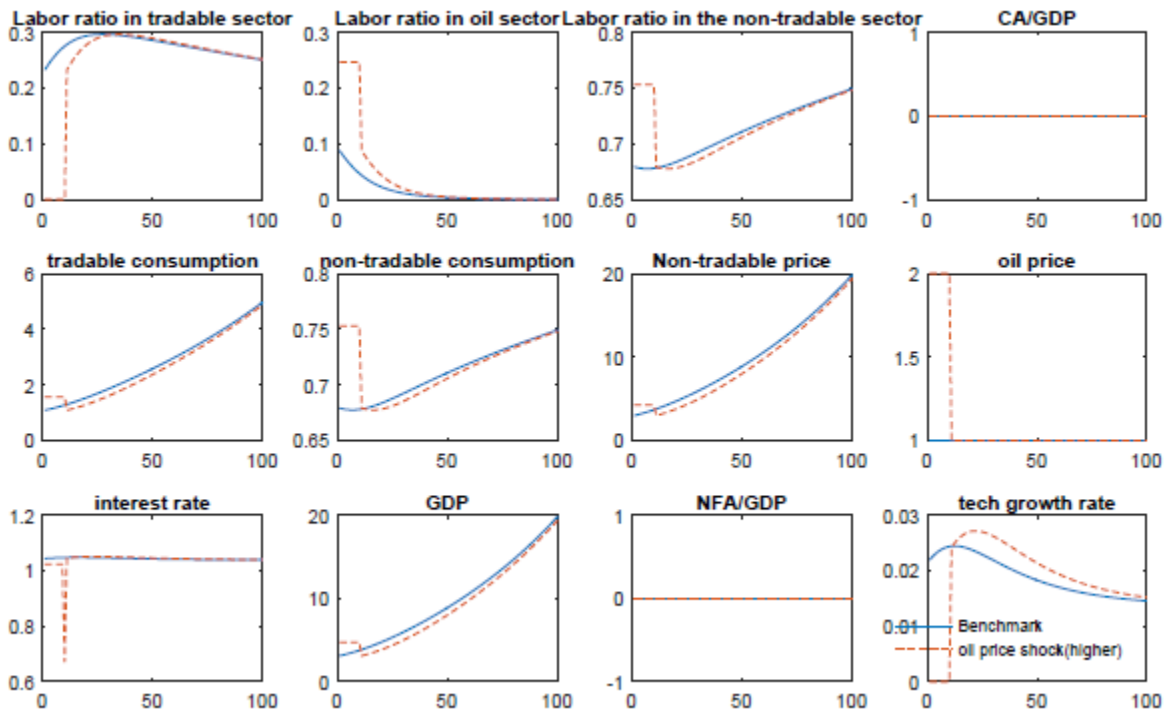 Labor ratio in tradable sector
0.3
0.2
0.1
0
0 50 100
Labor ratio in oil sector
0.3
0.2
0.1
0
0 50 100
Labor ratio in the non-tradable sector
0.8
0.75
0.7
0.65
0 50 100
CA/GDP
1
0
-1
0 50 100
tradable consumption
6
4
2
0
0 50 100
non-tradable consumption
0.8
0.75
0.7
0.65
0 50 100
Non-tradable price
20
10
0
0 50 100
oil price
2
1.5
1
0 50 100
interest rate
1.2
1
0.8
0.6
0 50 100
GDP
20
10
0
0 50 100
NFA/GDP
1
0
-1
0 50 100
tech growth rate
0.03
0.02
0.01
0
0 50 100
Benchmark
oil price shock(higher)